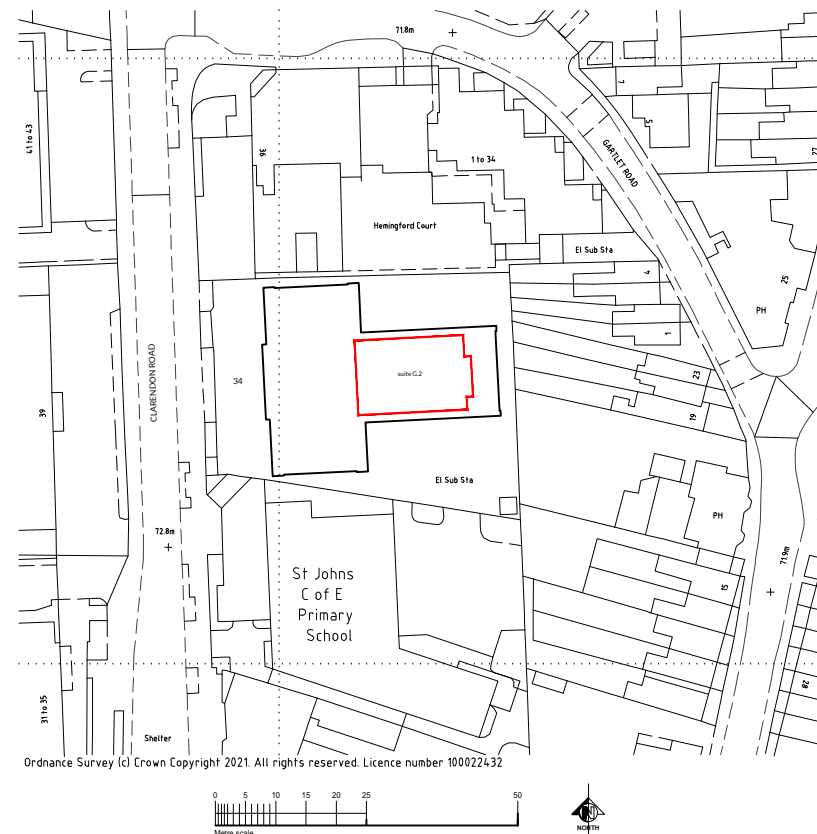 71.8m
41 to 43
36
1 to 34
7
5
27
GARTLET ROAD
Hemingford Court
El Sub Sta
4
25
PH
1
CLARENDON ROAD
34
suite G.2
23
39
19
El Sub Sta
72.8m
PH
71.9m
St Johns
C of E
Primary
School
15
28
31 to 35
Shelter
Ordnance Survey (c) Crown Copyright 2021. All rights reserved. Licence number 100022432
0 5 10 15 20 25 50
Metre scale
N
NORTH